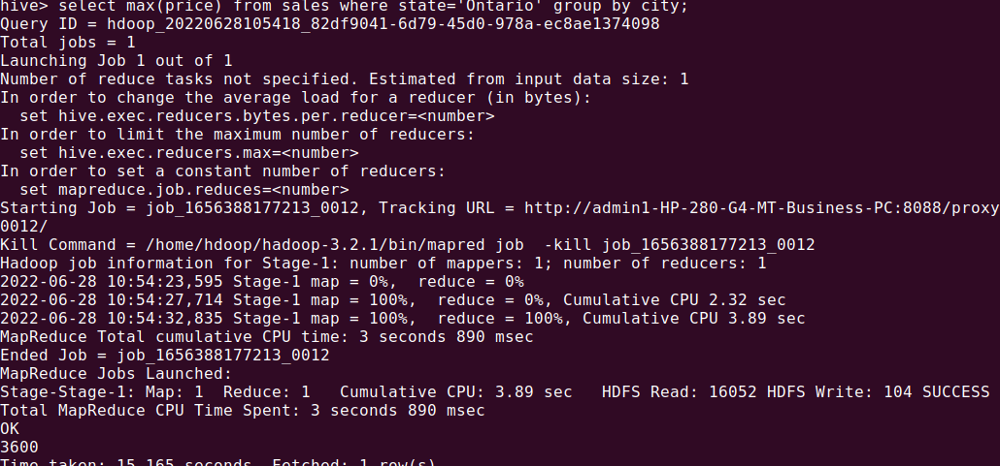 hive> select max(price) from sales where state='Ontario' group by city;
Query ID = hdoop_20220628105418_82df9041-6d79-45d0-978a-ec8ae1374098
Total jobs = 1
Launching Job 1 out of 1
Number of reduce tasks not specified. Estimated from input data size: 1
In order to change the average load for a reducer (in bytes):
  set hive.exec.reducers.bytes.per.reducer=<number>
In order to limit the maximum number of reducers:
  set hive.exec.reducers.max=<number>
In order to set a constant number of reducers:
  set mapreduce.job.reduces=<number>
Starting Job = job_1656388177213_0012, Tracking URL = http://admin1-HP-280-G4-MT-Business-PC:8088/proxy
0012/
Kill Command = /home/hdoop/hadoop-3.2.1/bin/mapred job  -kill job_1656388177213_0012
Hadoop job information for Stage-1: number of mappers: 1; number of reducers: 1
2022-06-28 10:54:23,595 Stage-1 map = 0%,  reduce = 0%
2022-06-28 10:54:27,714 Stage-1 map = 100%,  reduce = 0%, Cumulative CPU 2.32 sec
2022-06-28 10:54:32,835 Stage-1 map = 100%,  reduce = 100%, Cumulative CPU 3.89 sec
MapReduce Total cumulative CPU time: 3 seconds 890 msec
Ended Job = job_1656388177213_0012
MapReduce Jobs Launched:
Stage-Stage-1: Map: 1  Reduce: 1   Cumulative CPU: 3.89 sec   HDFS Read: 16052 HDFS Write: 104 SUCCESS
Total MapReduce CPU Time Spent: 3 seconds 890 msec
OK
3600
Time taken: 15.165 seconds, Fetched: 1 row(s)